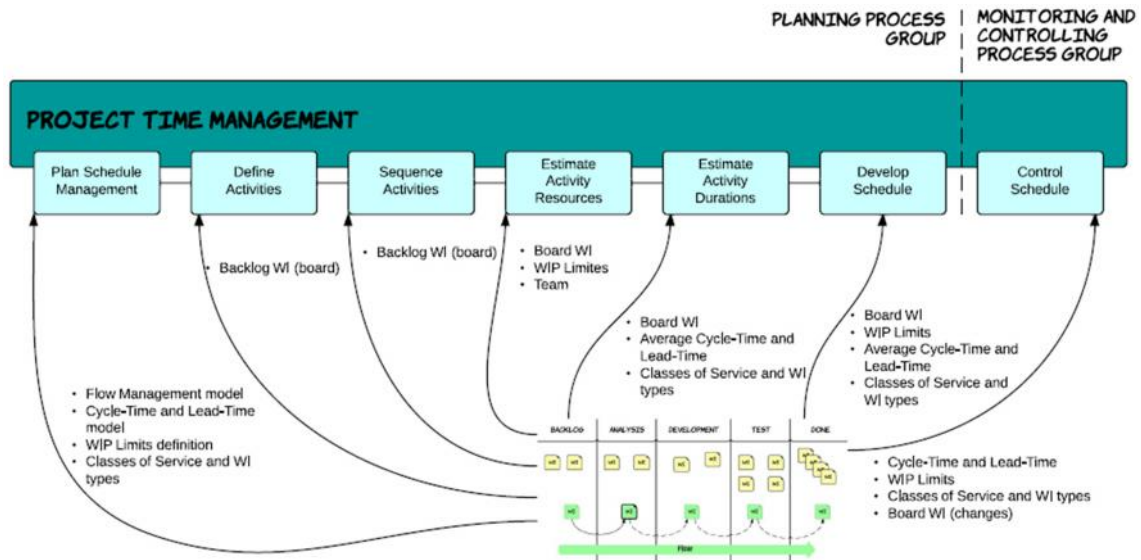 PLANNING PROCESS
GROUP
MONITORING AND
CONTROLLING
PROCESS GROUP
PROJECT TIME MANAGEMENT
Plan Schedule
Management
Define
Activities
Sequence
Activities
Estimate
Activity
Resources
Estimate
Activity
Durations
Develop
Schedule
Control
Schedule
• Backlog WI (board)
• Backlog WI (board)
• Board WI
• WIP Limites
• Team
• Board WI
• Average Cycle-Time and
Lead-Time
• Classes of Service and WI
types
• Board WI
• WIP Limits
• Average Cycle-Time and
Lead-Time
• Classes of Service and
WI types
• Flow Management model
• Cycle-Time and Lead-Time
model
• WIP Limits definition
• Classes of Service and WI
types
BACKLOG
ANALYSIS
DEVELOPMENT
TEST
DONE
• Cycle-Time and Lead-Time
• WIP Limits
• Classes of Service and WI types
• Board WI (changes)
Flow